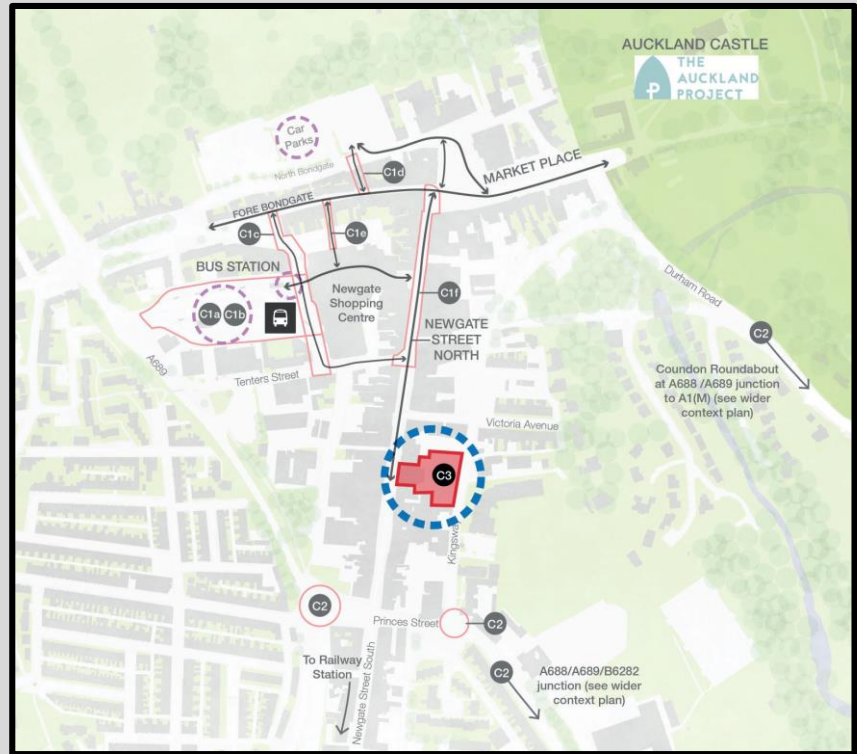 AUCKLAND CASTLE
THE
AUCKLAND
PROJECT
Car
Parks
North Bondgate
C1d
MARKET PLACE
FORE BONDGATE
C1c
C1e
BUS STATION
C1a
C1b
Newgate
Shopping
Centre
C1f
NEWGATE
STREET
NORTH
Durham Road
C2
Coundon Roundabout
at A688 /A689 junction
to A1(M) (see wider
context plan)
A689
Tenters Street
Victoria Avenue
C3
Kingsway
C2
Princes Street
C2
To Railway
Station
Newgate Street South
C2
A688/A689/B6282
junction (see wider
context plan)